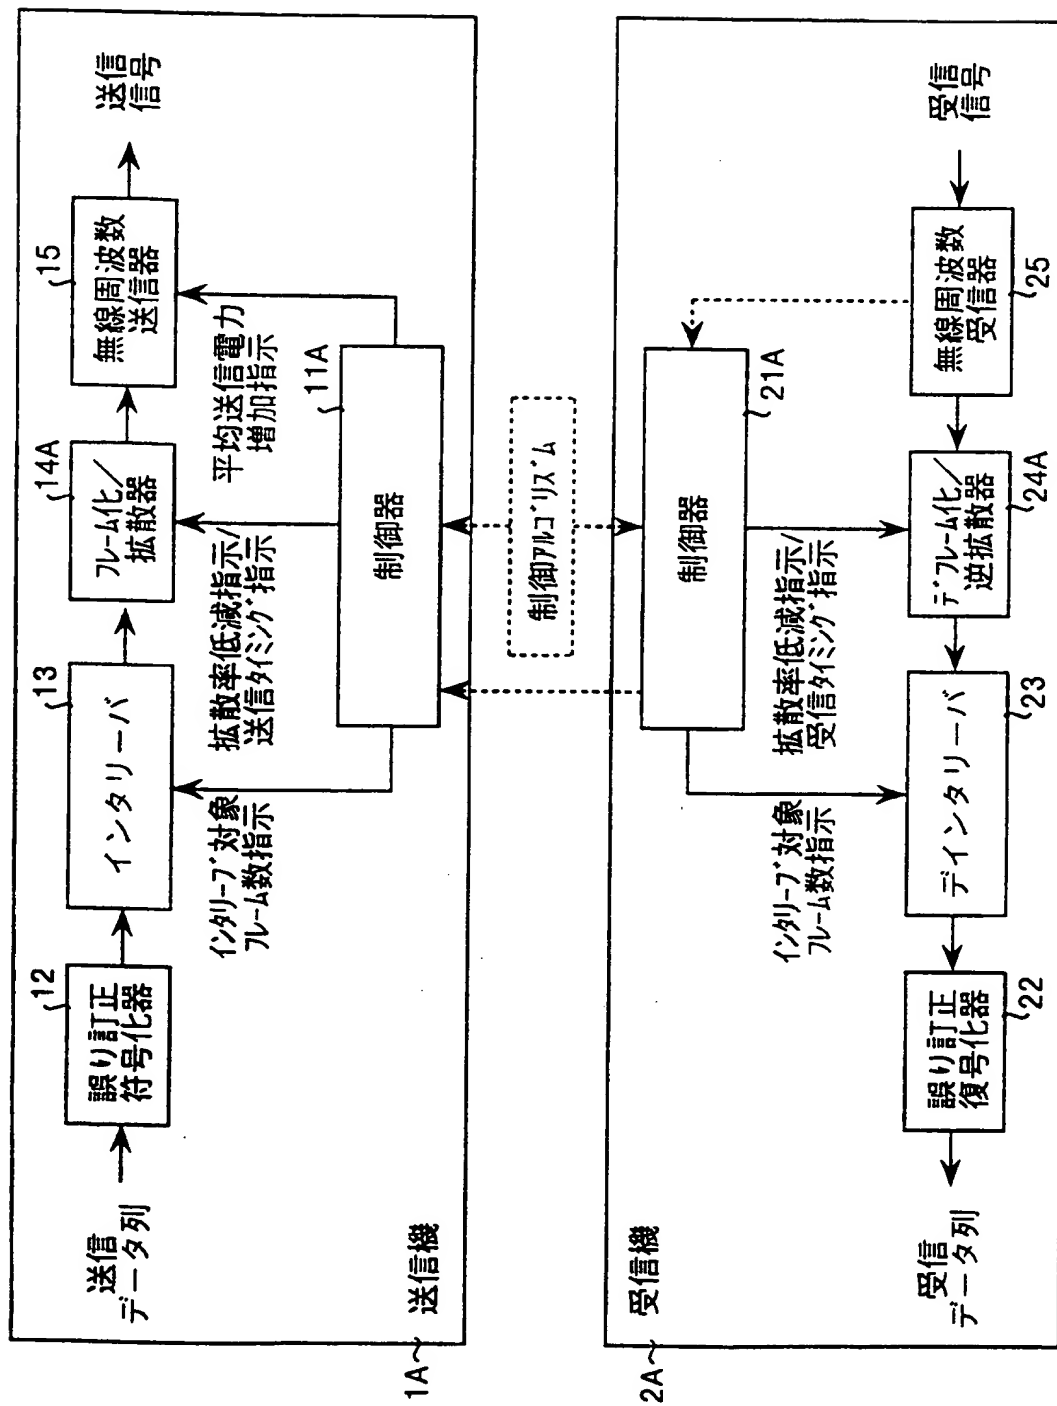 送信
データ列
12
誤り訂正
符号化器
13
インタリーバ
14A
フレーム化／
拡散器
15
無線周波数
送信器
送信
信号
インタリーブ対象
フレーム数指示
拡散率低減指示/
送信タイミング指示
平均送信電力
増加指示
11A
制御器
1A
送信機
制御アルゴリズム
2A
受信機
制御器
21A
インタリーブ対象
フレーム数指示
拡散率低減指示/
受信タイミング指示
受信
データ列
誤り訂正
復号化器
22
ディンタリーバ
23
デフレーム化／
逆拡散器
24A
無線周波数
受信器
25
受信
信号